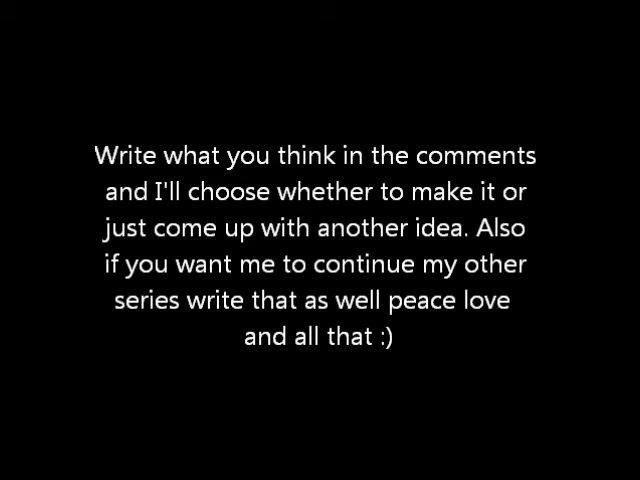 Write what you think in the comments
and I'll choose whether to make it or
just come up with another idea. Also
if you want me to continue my other
series write that as well peace love
and all that :)